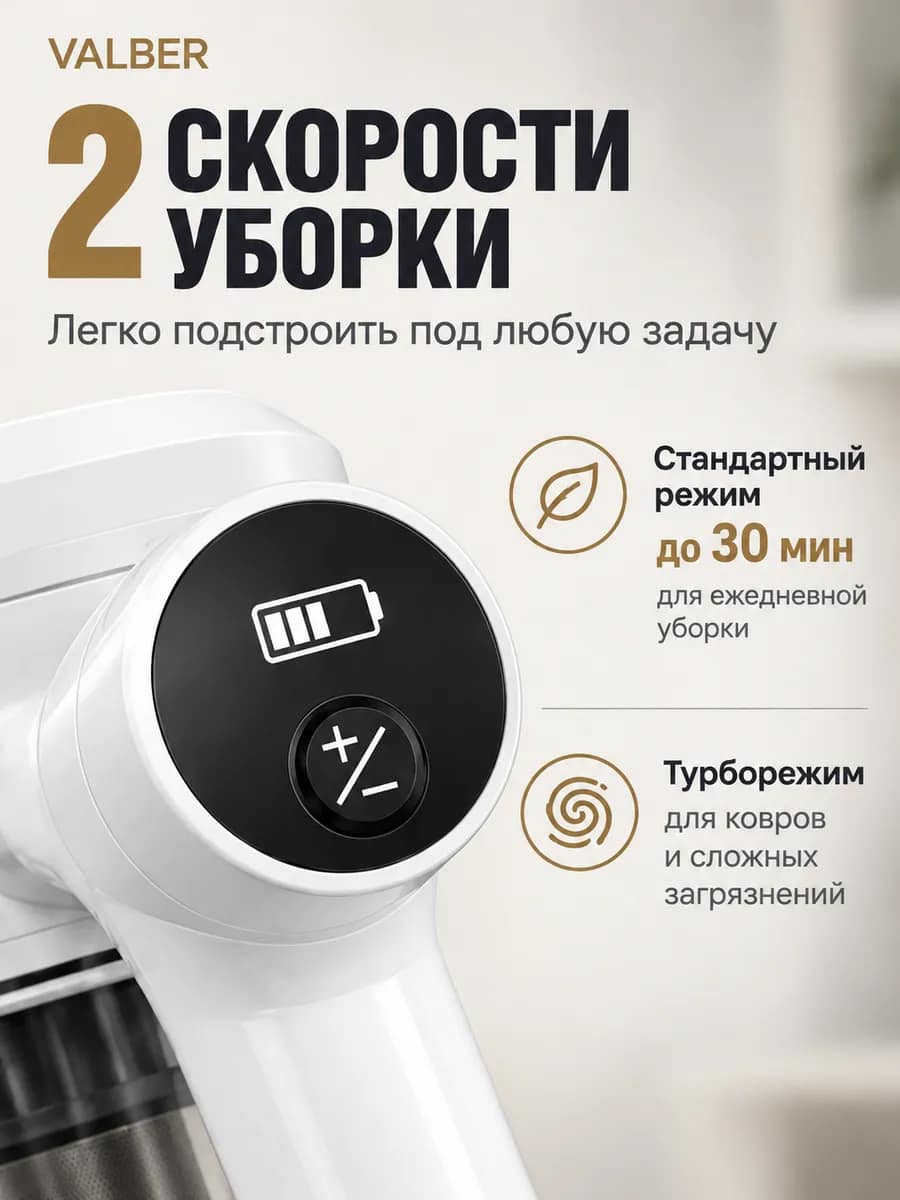 VALBER
2 СКОРОСТИ
УБОРКИ
Легко подстроить под любую задачу
Стандартный
режим
до 30 мин
для ежедневной
уборки
+/−
Турборежим
для ковров
и сложных
загрязнений